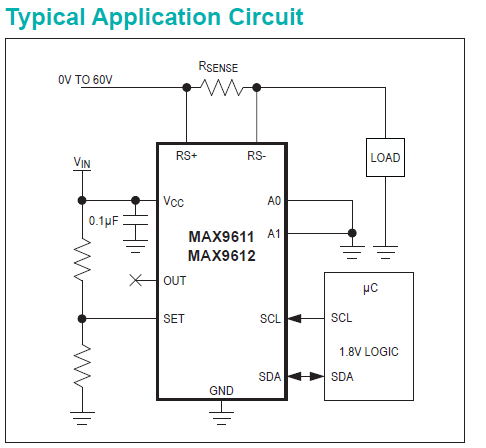 Typical Application Circuit
RSENSE
0V TO 60V
RS+
RS-
LOAD
VIN
VCC
A0
0.1µF
A1
MAX9611
MAX9612
OUT
µC
SET
SCL
SCL
1.8V LOGIC
SDA
SDA
GND